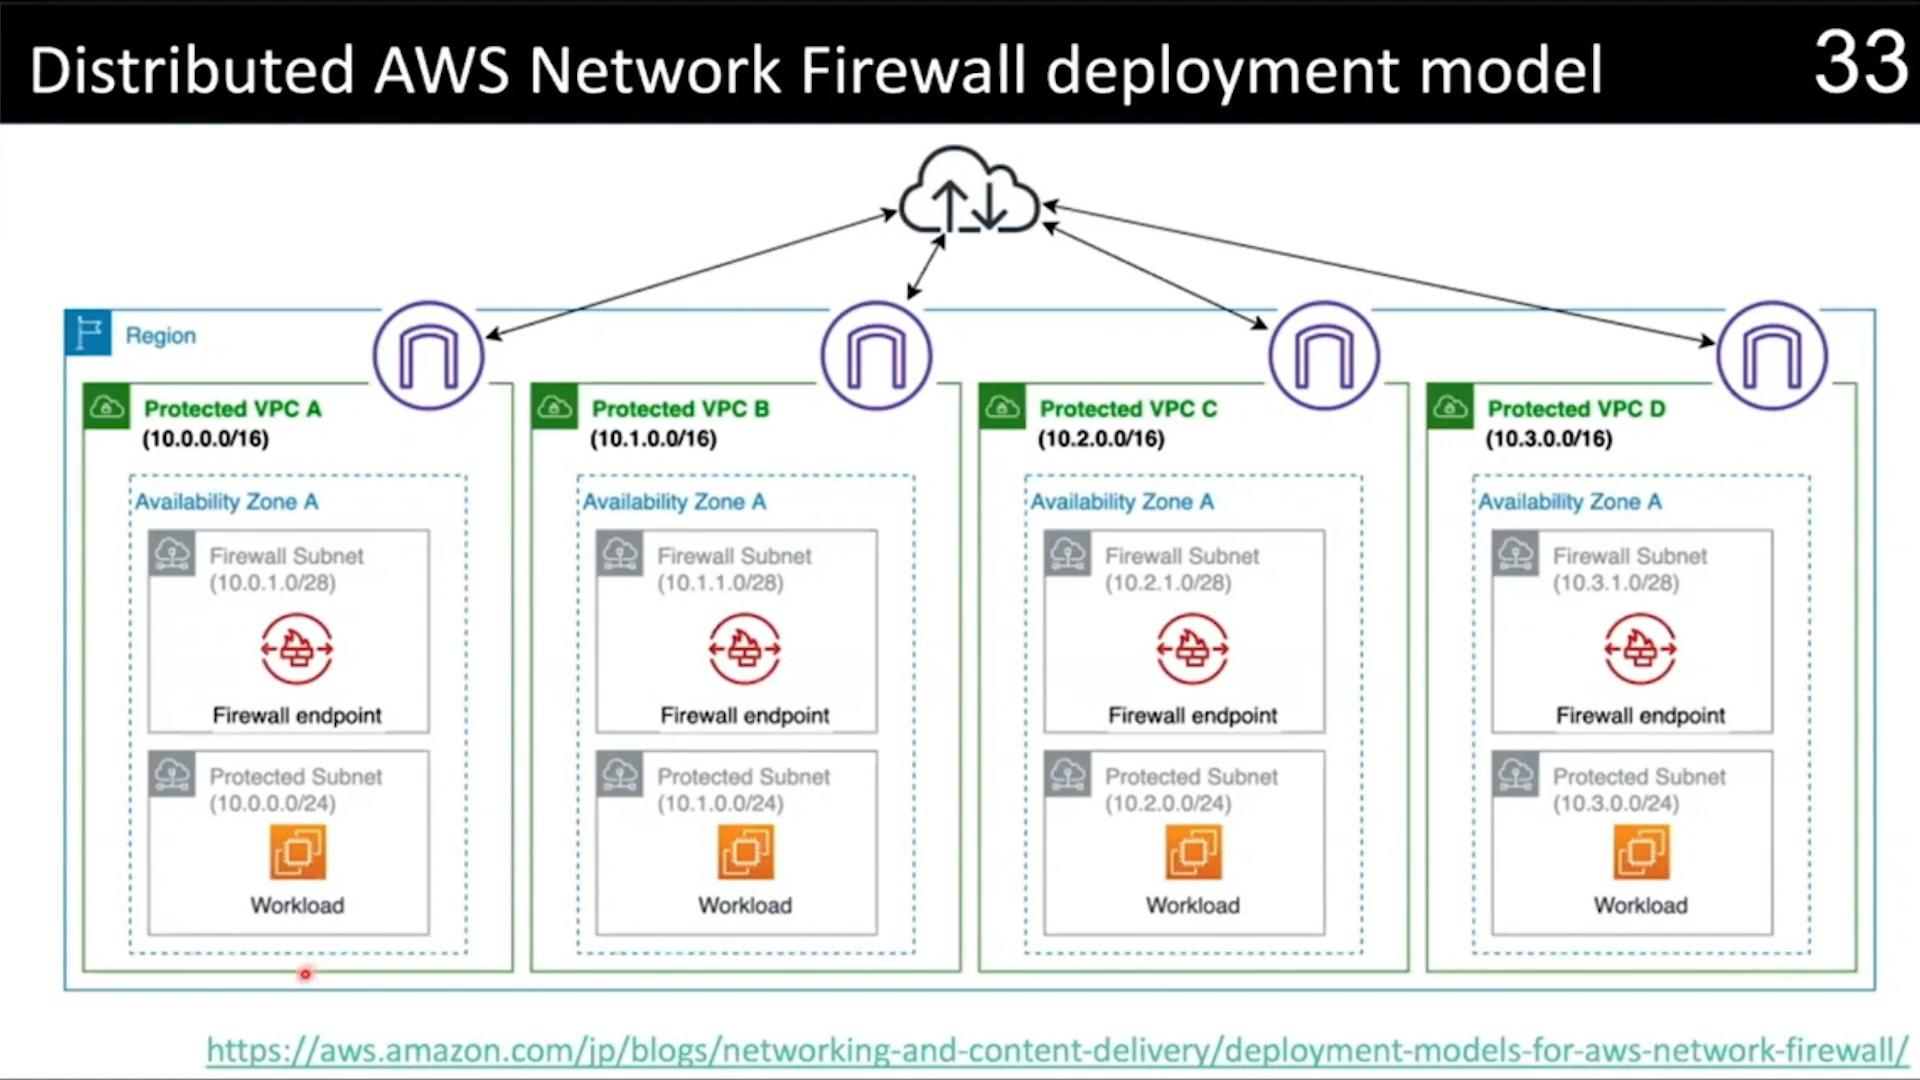 Distributed AWS Network Firewall deployment model
33
Region
Protected VPC A
(10.0.0.0/16)
Availability Zone A
Firewall Subnet
(10.0.1.0/28)
Firewall endpoint
Protected Subnet
(10.0.0.0/24)
Workload
Protected VPC B
(10.1.0.0/16)
Availability Zone A
Firewall Subnet
(10.1.1.0/28)
Firewall endpoint
Protected Subnet
(10.1.0.0/24)
Workload
Protected VPC C
(10.2.0.0/16)
Availability Zone A
Firewall Subnet
(10.2.1.0/28)
Firewall endpoint
Protected Subnet
(10.2.0.0/24)
Workload
Protected VPC D
(10.3.0.0/16)
Availability Zone A
Firewall Subnet
(10.3.1.0/28)
Firewall endpoint
Protected Subnet
(10.3.0.0/24)
Workload
https://aws.amazon.com/jp/blogs/networking-and-content-delivery/deployment-models-for-aws-network-firewall/